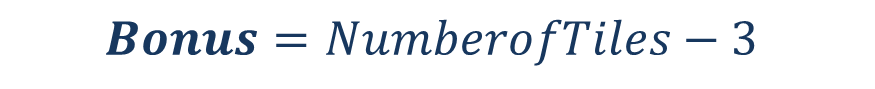 Bonus = NumberofTiles − 3